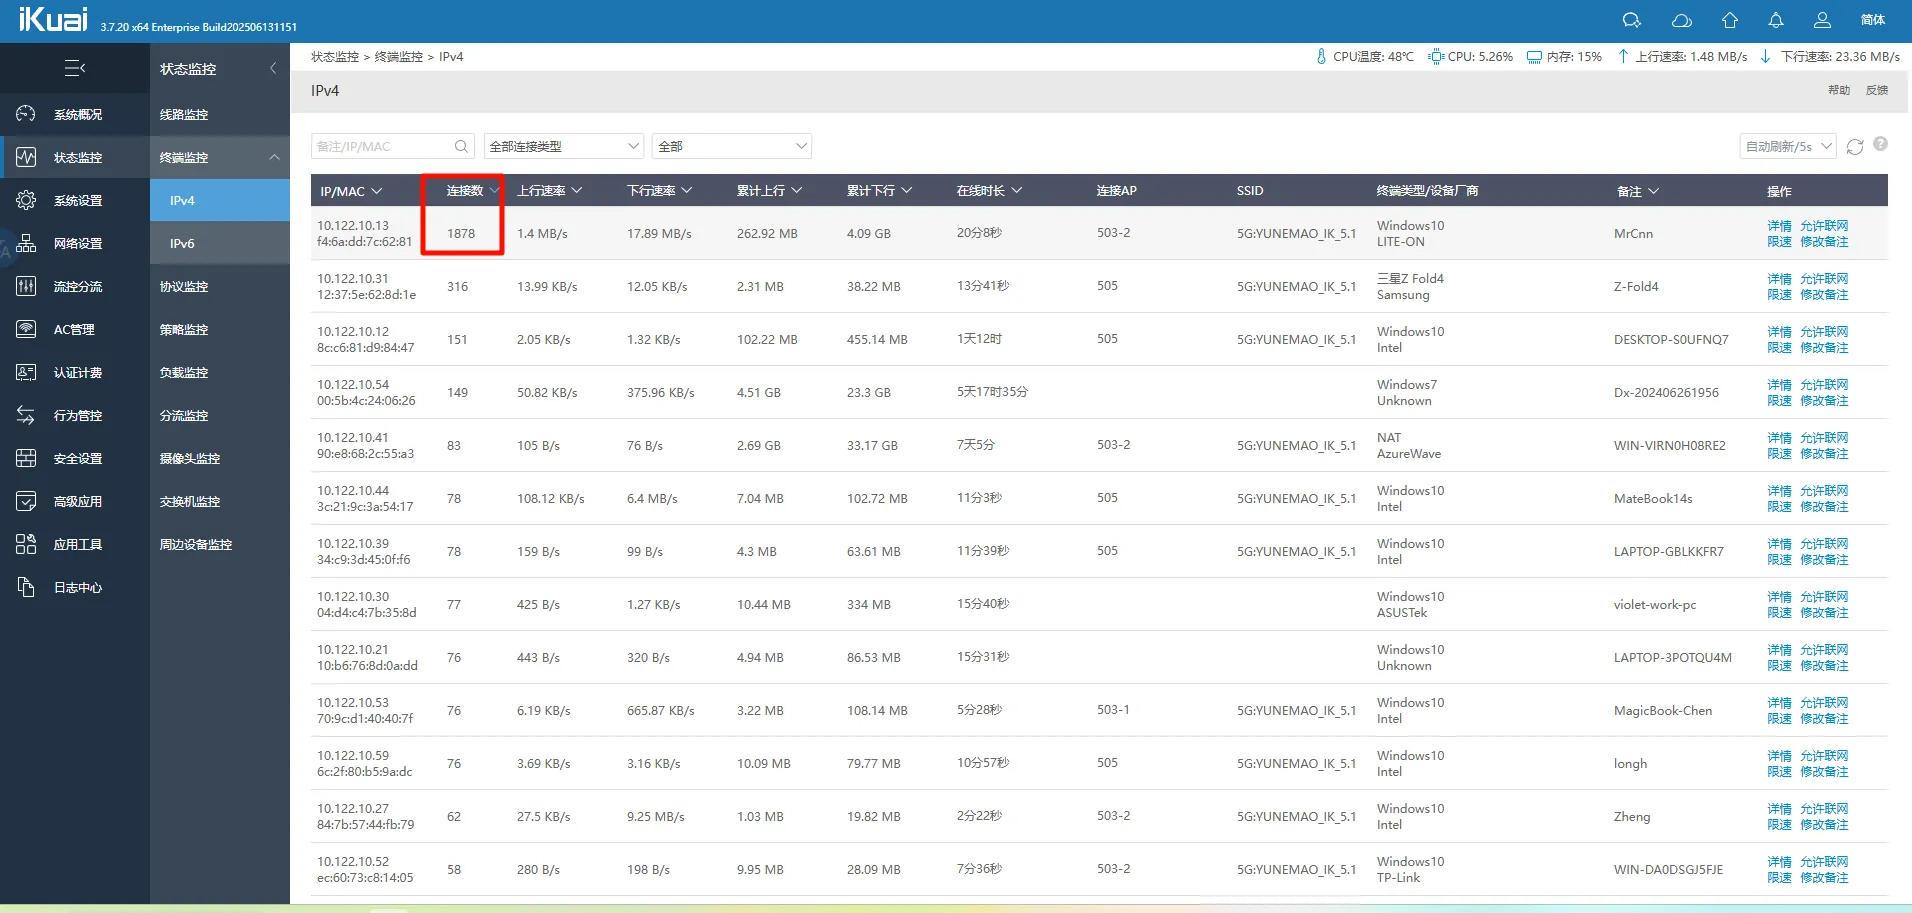 iKuai 3.7.20 x64 Enterprise Build202506131151 简体
状态监控
系统概况
状态监控
系统设置
网络设置
流控分流
AC管理
认证计费
行为管控
安全设置
高级应用
应用工具
日志中心
线路监控
终端监控
IPv4
IPv6
协议监控
策略监控
负载监控
分流监控
摄像头监控
交换机监控
周边设备监控
状态监控 > 终端监控 > IPv4 CPU温度: 48℃ CPU: 5.26% 内存: 15% 上行速率: 1.48 MB/s 下行速率: 23.36 MB/s
IPv4 帮助 反馈
备注/IP/MAC 全部连接类型 全部 自动刷新/5s
IP/MAC 连接数 上行速率 下行速率 累计上行 累计下行 在线时长 连接AP SSID 终端类型/设备厂商 备注 操作
10.122.10.13 Windows10 详情 允许联网
1878 1.4 MB/s 17.89 MB/s 262.92 MB 4.09 GB 20分8秒 503-2 5G:YUNEMAO_IK_5.1 MrCnn
f4:6a:dd:7c:62:81 LITE-ON 限速 修改备注
10.122.10.31 三星Z Fold4 详情 允许联网
316 13.99 KB/s 12.05 KB/s 2.31 MB 38.22 MB 13分41秒 505 5G:YUNEMAO_IK_5.1 Z-Fold4
12:37:5e:62:8d:1e Samsung 限速 修改备注
10.122.10.12 Windows10 详情 允许联网
151 2.05 KB/s 1.32 KB/s 102.22 MB 455.14 MB 1天12时 505 5G:YUNEMAO_IK_5.1 DESKTOP-S0UFNQ7
8c:c6:81:d9:84:47 Intel 限速 修改备注
10.122.10.54 Windows7 详情 允许联网
149 50.82 KB/s 375.96 KB/s 4.51 GB 23.3 GB 5天17时35分 Dx-202406261956
00:5b:4c:24:06:26 Unknown 限速 修改备注
10.122.10.41 NAT 详情 允许联网
83 105 B/s 76 B/s 2.69 GB 33.17 GB 7天5分 503-2 5G:YUNEMAO_IK_5.1 WIN-VIRN0H08RE2
90:e8:68:2c:55:a3 AzureWave 限速 修改备注
10.122.10.44 Windows10 详情 允许联网
78 108.12 KB/s 6.4 MB/s 7.04 MB 102.72 MB 11分3秒 505 5G:YUNEMAO_IK_5.1 MateBook14s
3c:21:9c:3a:54:17 Intel 限速 修改备注
10.122.10.39 Windows10 详情 允许联网
78 159 B/s 99 B/s 4.3 MB 63.61 MB 11分39秒 505 5G:YUNEMAO_IK_5.1 LAPTOP-GBLKKFR7
34:c9:3d:45:0f:f6 Intel 限速 修改备注
10.122.10.30 Windows10 详情 允许联网
77 425 B/s 1.27 KB/s 10.44 MB 334 MB 15分40秒 5G:YUNEMAO_IK_5.1 violet-work-pc
04:d4:c4:7b:35:8d ASUSTek 限速 修改备注
10.122.10.21 Windows10 详情 允许联网
76 443 B/s 320 B/s 4.94 MB 86.53 MB 15分31秒 5G:YUNEMAO_IK_5.1 LAPTOP-3POTQU4M
10:b6:76:8d:0a:dd Unknown 限速 修改备注
10.122.10.53 Windows10 详情 允许联网
76 6.19 KB/s 665.87 KB/s 3.22 MB 108.14 MB 5分28秒 503-1 5G:YUNEMAO_IK_5.1 MagicBook-Chen
70:9c:d1:40:40:7f Intel 限速 修改备注
10.122.10.59 Windows10 详情 允许联网
76 3.69 KB/s 3.16 KB/s 10.09 MB 79.77 MB 10分57秒 505 5G:YUNEMAO_IK_5.1 longh
6c:2f:80:b5:9a:dc Intel 限速 修改备注
10.122.10.27 Windows10 详情 允许联网
62 27.5 KB/s 9.25 MB/s 1.03 MB 19.82 MB 2分22秒 503-2 5G:YUNEMAO_IK_5.1 Zheng
84:7b:57:44:fb:79 Intel 限速 修改备注
10.122.10.52 Windows10 详情 允许联网
58 280 B/s 198 B/s 9.95 MB 28.09 MB 7分36秒 503-2 5G:YUNEMAO_IK_5.1 WIN-DA0DSGJ5FJE
ec:60:73:c8:14:05 TP-Link 限速 修改备注